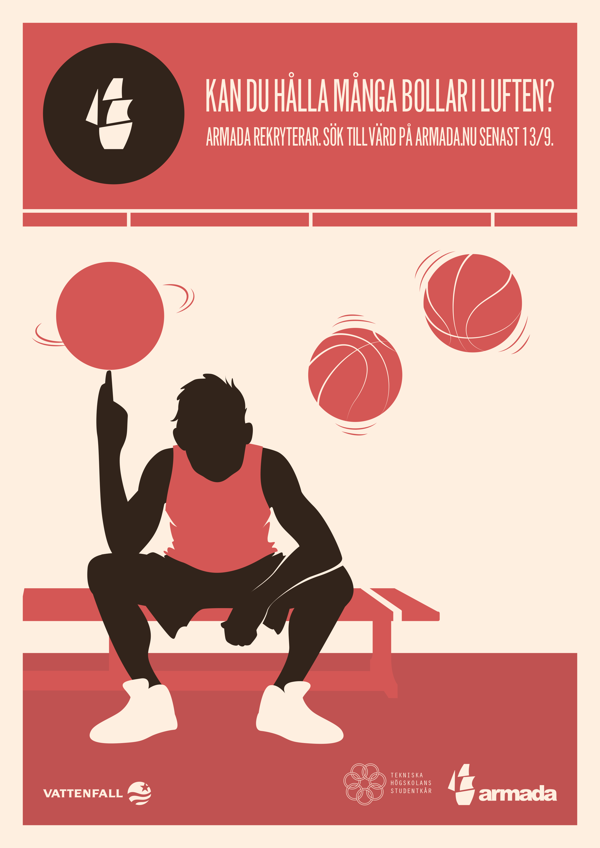 KAN DU HÅLLA MÅNGA BOLLAR I LUFTEN?
ARMADA REKRYTERAR. SÖK TILL VÄRD PÅ ARMADA.NU SENAST 13/9.
VATTENFALL
TEKNISKA
HÖGSKOLANS
STUDENTKÅR
armada